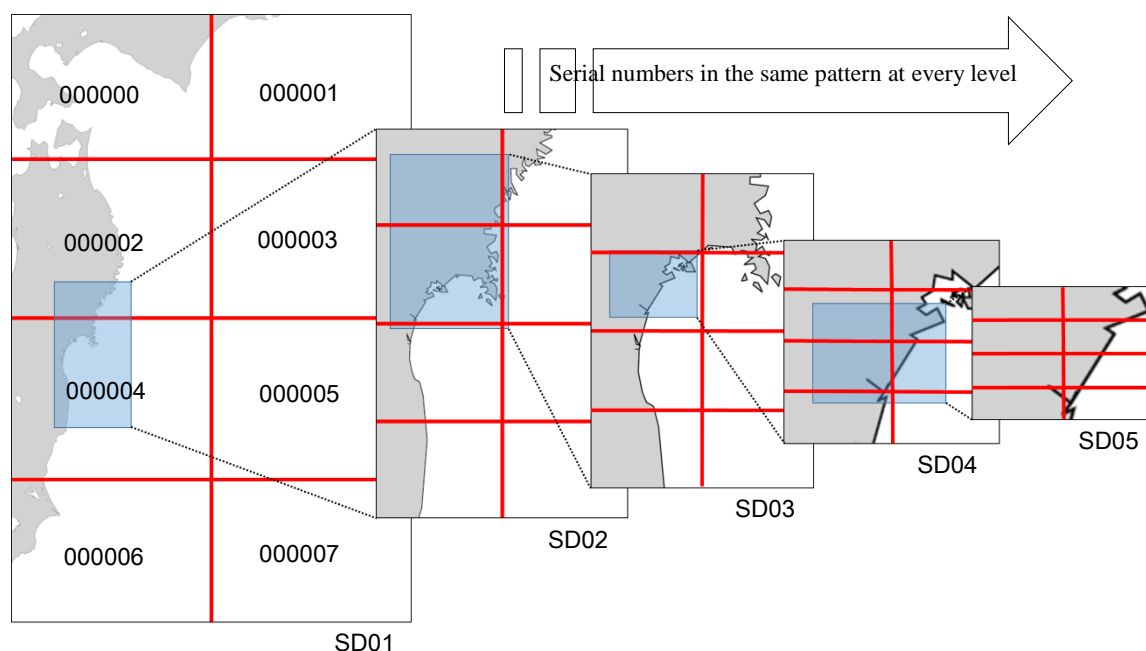 Serial numbers in the same pattern at every level
000000
000001
000002
000003
000004
000005
000006
000007
SD01
SD02
SD03
SD04
SD05